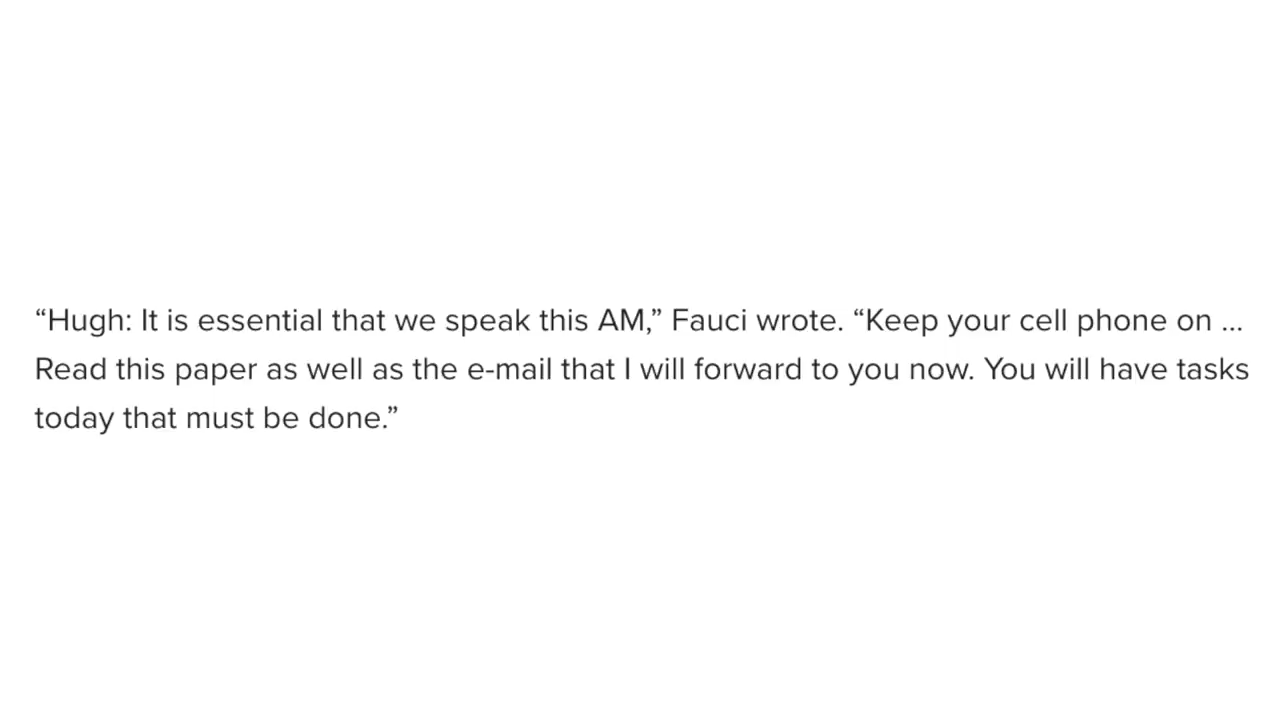 “Hugh: It is essential that we speak this AM,” Fauci wrote. “Keep your cell phone on ...
Read this paper as well as the e-mail that I will forward to you now. You will have tasks
today that must be done.”